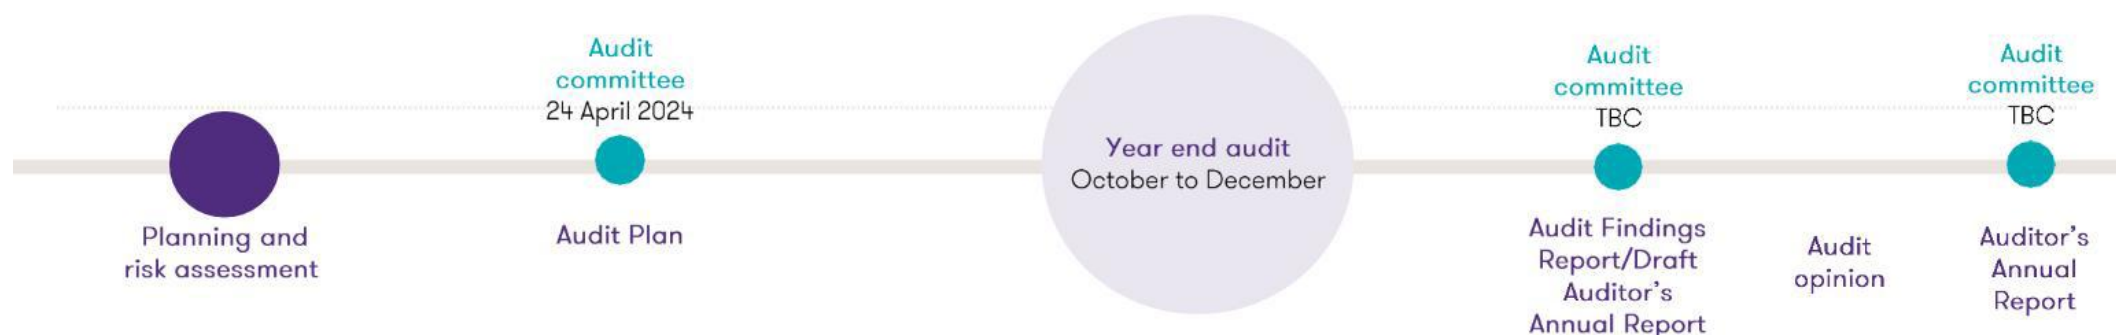 Planning and
risk assessment
Audit
committee
24 April 2024
Audit Plan
Year end audit
October to December
Audit
committee
TBC
Audit Findings
Report/Draft
Auditor's
Annual Report
Audit
opinion
Audit
committee
TBC
Auditor's
Annual
Report